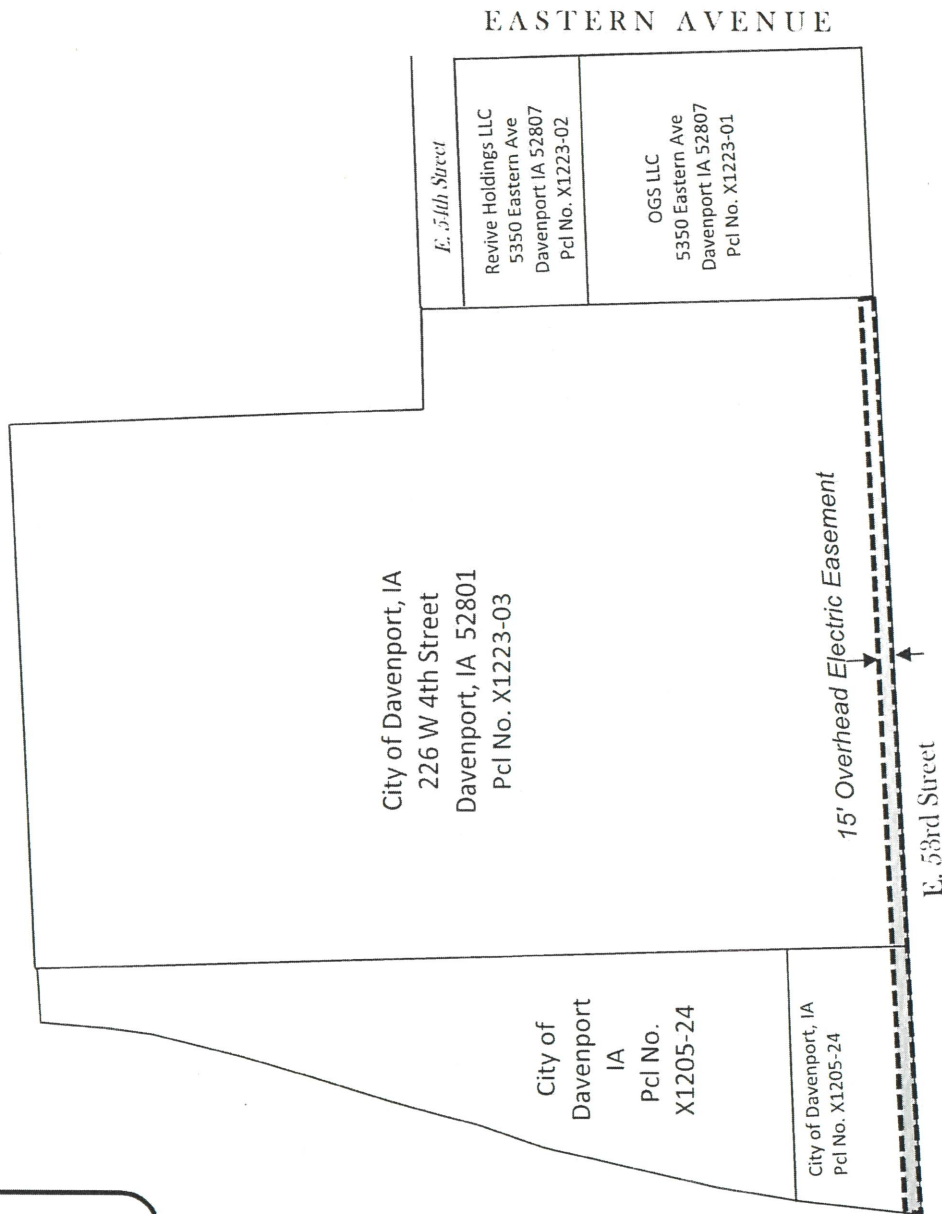 EASTERN AVENUE
E. 54th Street
Revive Holdings LLC
5350 Eastern Ave
Davenport IA 52807
Pcl No. X1223-02
OGS LLC
5350 Eastern Ave
Davenport IA 52807
Pcl No. X1223-01
City of Davenport, IA
226 W 4th Street
Davenport, IA 52801
Pcl No. X1223-03
15' Overhead Electric Easement
City of
Davenport
IA
Pcl No.
X1205-24
City of Davenport, IA
Pcl No. X1205-24
E. 53rd Street